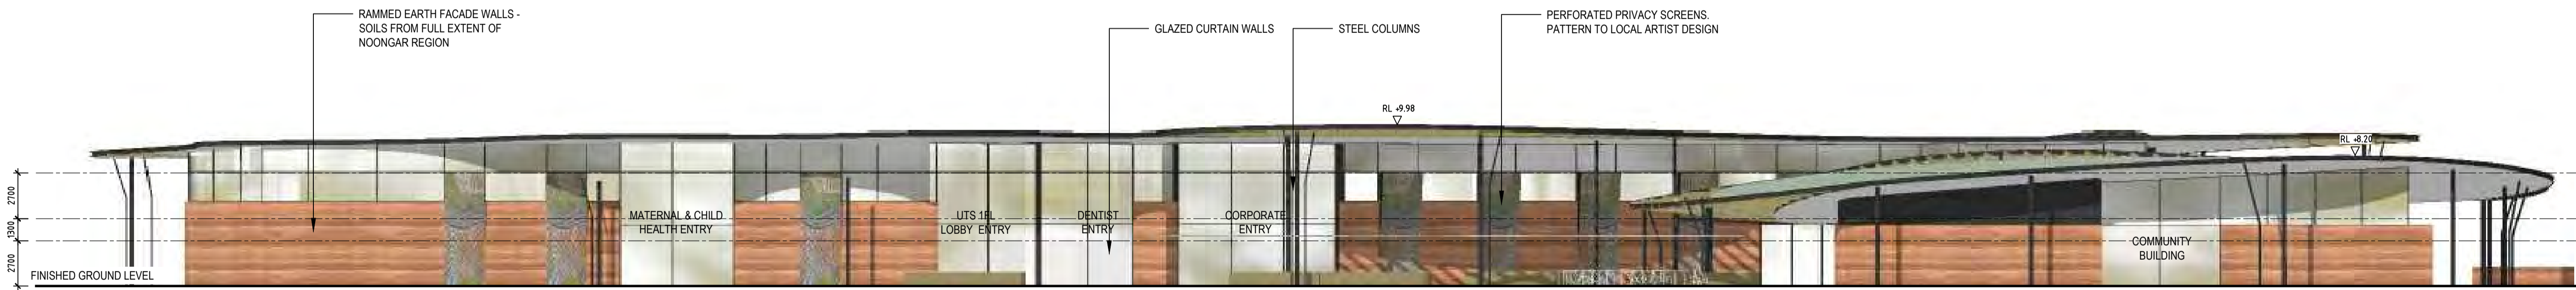 RAMMED EARTH FACADE WALLS -
SOILS FROM FULL EXTENT OF
NOONGAR REGION
GLAZED CURTAIN WALLS
STEEL COLUMNS
PERFORATED PRIVACY SCREENS.
PATTERN TO LOCAL ARTIST DESIGN
RL +9.98
RL +8.20
2700
1300
2700
MATERNAL & CHILD
HEALTH ENTRY
UTS 1FL
LOBBY ENTRY
DENTIST
ENTRY
CORPORATE
ENTRY
COMMUNITY
BUILDING
FINISHED GROUND LEVEL